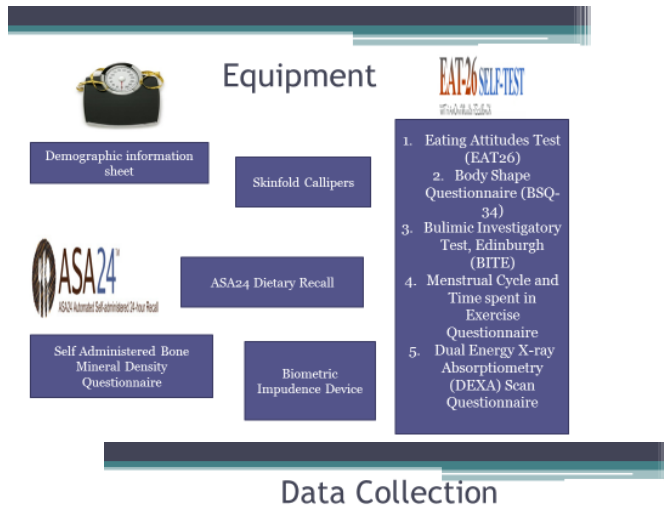 Equipment
EAT-26 SELF-TEST
Demographic information
sheet
Skinfold Callipers
ASA24™
ASA24 Automated Self-administered 24-hour Recall
ASA24 Dietary Recall
Self Administered Bone
Mineral Density
Questionnaire
Biometric
Impudence Device
1. Eating Attitudes Test
(EAT26)
2. Body Shape
Questionnaire (BSQ-
34)
3. Bulimic Investigatory
Test, Edinburgh
(BITE)
4. Menstrual Cycle and
Time spent in
Exercise
Questionnaire
5. Dual Energy X-ray
Absorptiometry
(DEXA) Scan
Questionnaire
Data Collection